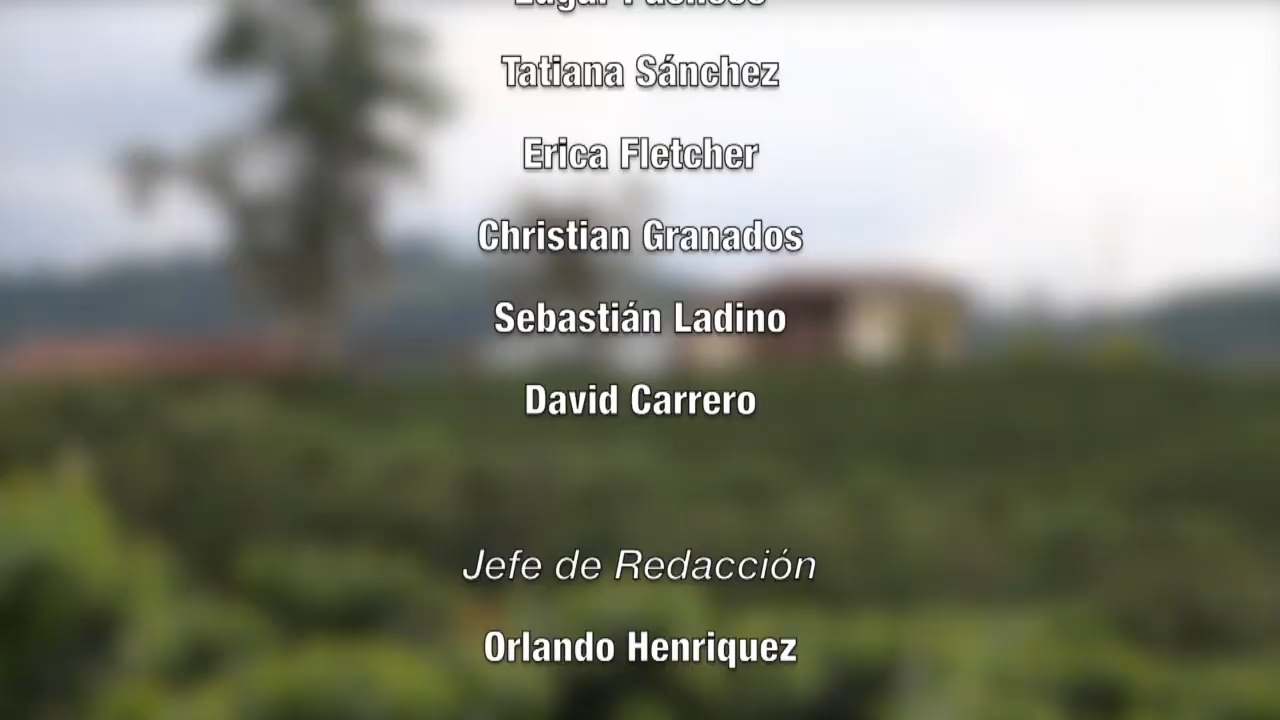 Tatiana Sánchez
Erica Fletcher
Christian Granados
Sebastián Ladino
David Carrero
Jefe de Redacción
Orlando Henriquez